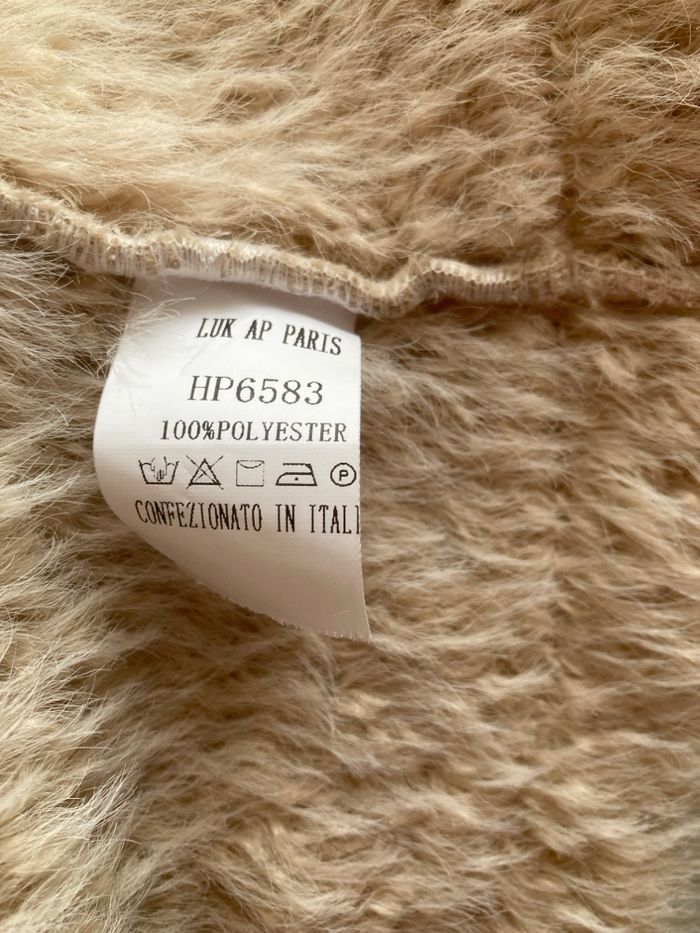 LUK AP PARIS
HP6583
100%POLYESTER
P
CONFEZIONATO IN ITALI